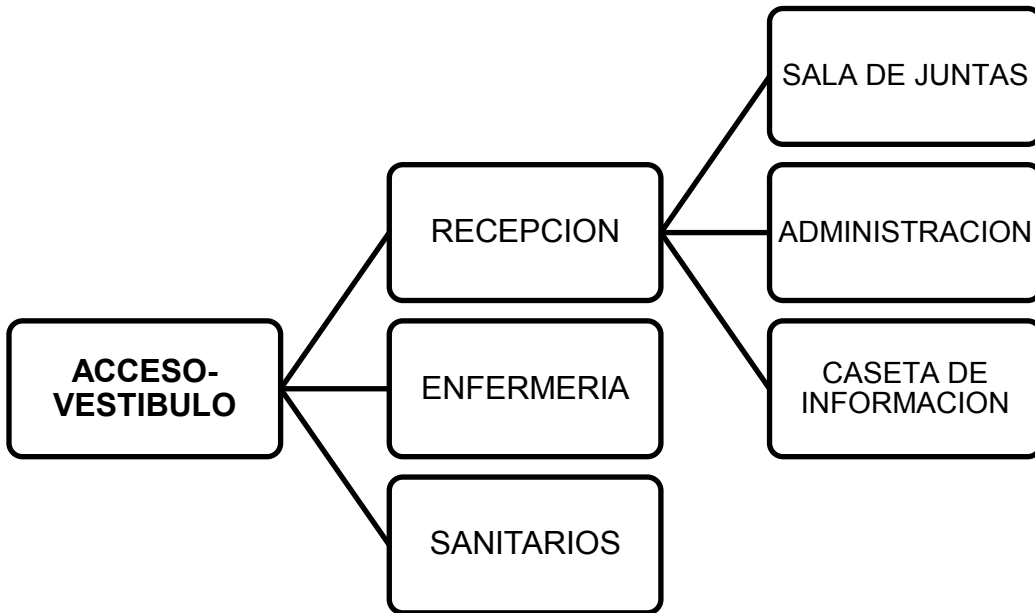 SALA DE JUNTAS
RECEPCION
ADMINISTRACION
ACCESO-
VESTIBULO
ENFERMERIA
CASETA DE
INFORMACION
SANITARIOS